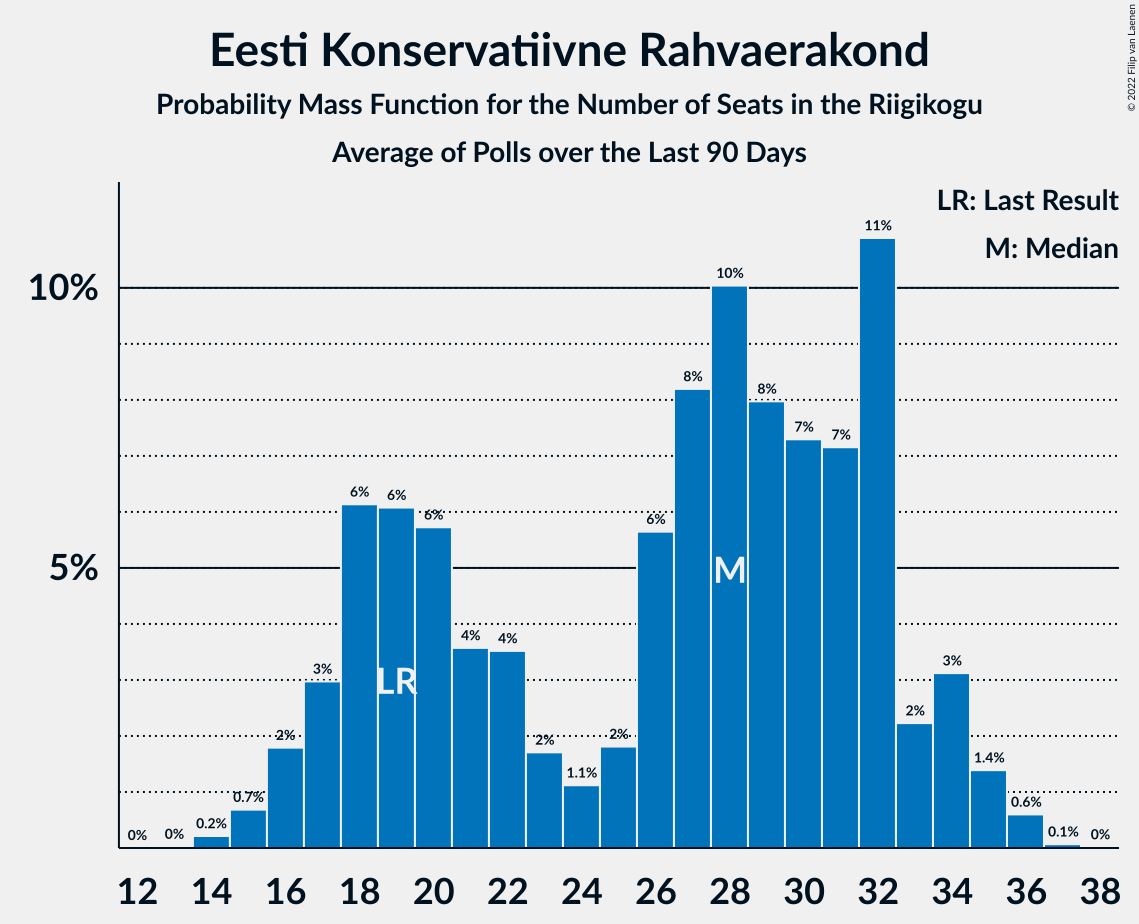 Eesti Konservatiivne Rahvaerakond
Probability Mass Function for the Number of Seats in the Riigikogu
Average of Polls over the Last 90 Days
© 2022 Filip van Laenen
LR: Last Result
M: Median
10%
5%
0% 0% 0.2% 0.7% 2% 3% 6% 6% 6% 4% 4% 2% 1.1% 2% 6% 8% 10% 8% 7% 7% 11% 2% 3% 1.4% 0.6% 0.1% 0%
LR
M
12 14 16 18 20 22 24 26 28 30 32 34 36 38